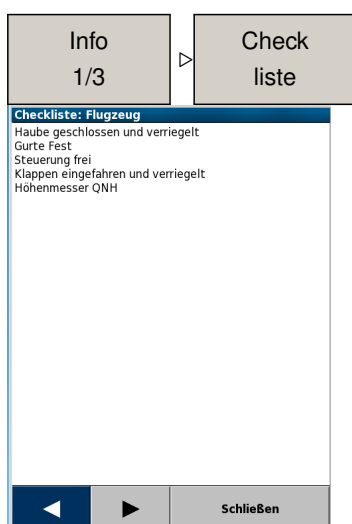 Info
1/3
Check
liste
Checkliste: Flugzeug
Haube geschlossen und verriegelt
Gurte Fest
Steuerung frei
Klappen eingefahren und verriegelt
Höhenmesser QNH
Schließen